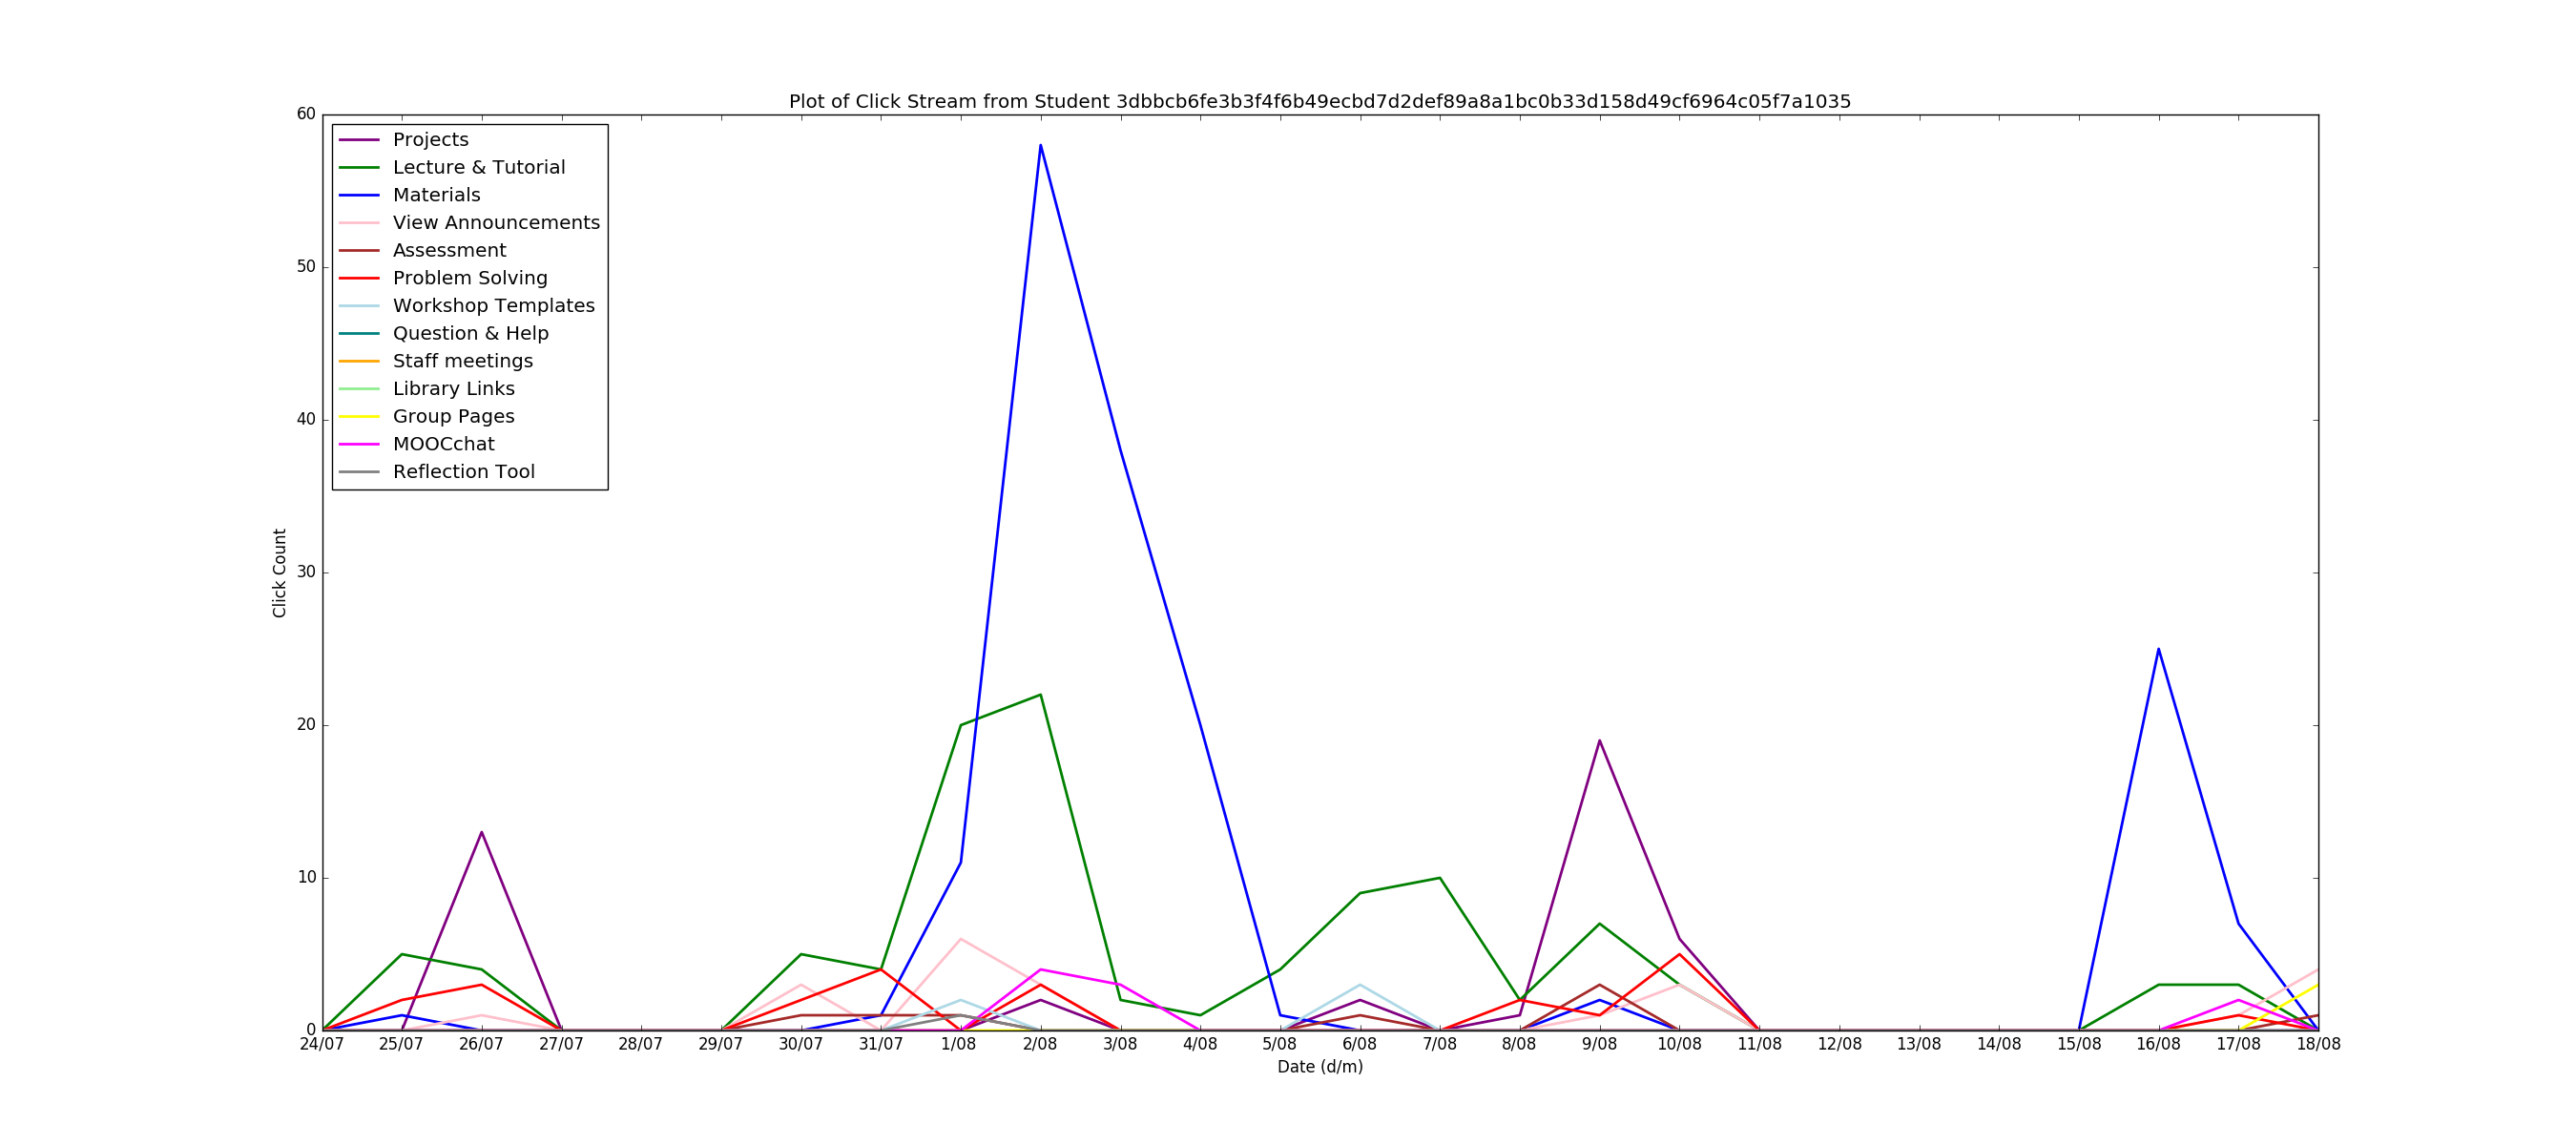 Plot of Click Stream from Student 3dbbcb6fe3b3f4f6b49ecbd7d2def89a8a1bc0b33d158d49cf6964c05f7a1035
60
50
40
30
20
10
0
Click Count
Projects
Lecture & Tutorial
Materials
View Announcements
Assessment
Problem Solving
Workshop Templates
Question & Help
Staff meetings
Library Links
Group Pages
MOOCchat
Reflection Tool
24/07 25/07 26/07 27/07 28/07 29/07 30/07 31/07 1/08 2/08 3/08 4/08 5/08 6/08 7/08 8/08 9/08 10/08 11/08 12/08 13/08 14/08 15/08 16/08 17/08 18/08
Date (d/m)